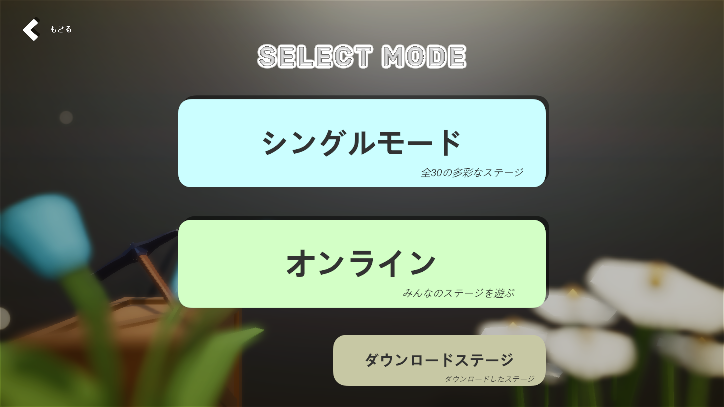 もどる
SELECT MODE
シングルモード
全30の多彩なステージ
オンライン
みんなのステージを遊ぶ
ダウンロードステージ
ダウンロードしたステージ